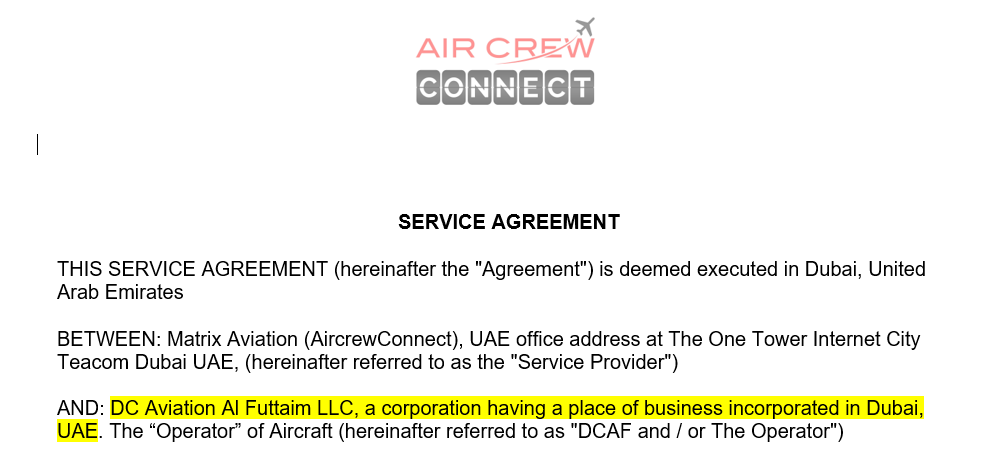 AIR CREW
CONNECT
SERVICE AGREEMENT
THIS SERVICE AGREEMENT (hereinafter the "Agreement") is deemed executed in Dubai, United
Arab Emirates
BETWEEN: Matrix Aviation (AircrewConnect), UAE office address at The One Tower Internet City
Teacom Dubai UAE, (hereinafter referred to as the "Service Provider")
AND: DC Aviation Al Futtaim LLC, a corporation having a place of business incorporated in Dubai,
UAE. The “Operator” of Aircraft (hereinafter referred to as "DCAF and / or The Operator")